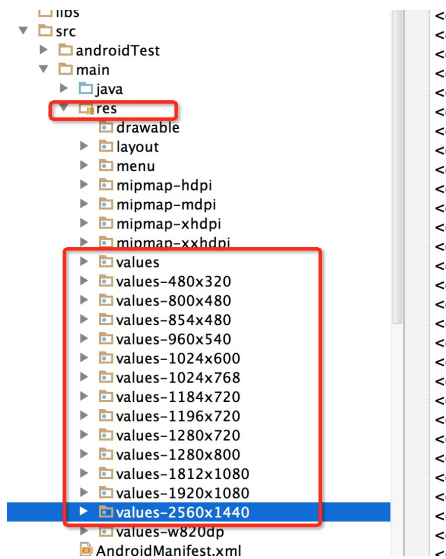 libs
src
androidTest
main
java
res
drawable
layout
menu
mipmap-hdpi
mipmap-mdpi
mipmap-xhdpi
mipmap-xxhdpi
values
values-480x320
values-800x480
values-854x480
values-960x540
values-1024x600
values-1024x768
values-1184x720
values-1196x720
values-1280x720
values-1280x800
values-1812x1080
values-1920x1080
values-2560x1440
values-w820dp
AndroidManifest.xml